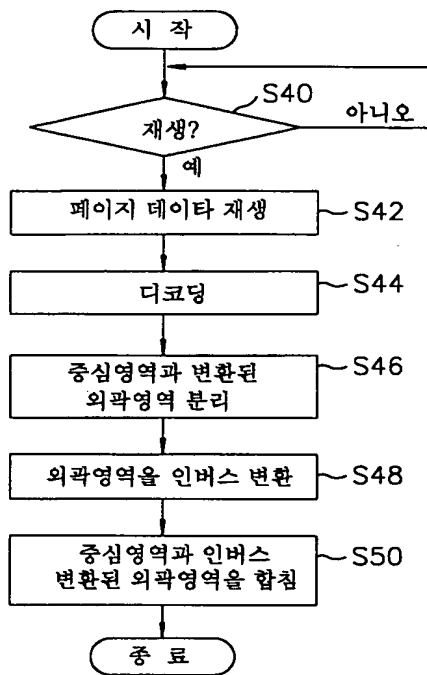 시 작
S40
재생?
아니오
예
페이지 데이타 재생
S42
디코딩
S44
중심영역과 변환된
외곽영역 분리
S46
외곽영역을 인버스 변환
S48
중심영역과 인버스
변환된 외곽영역을 합침
S50
종 료